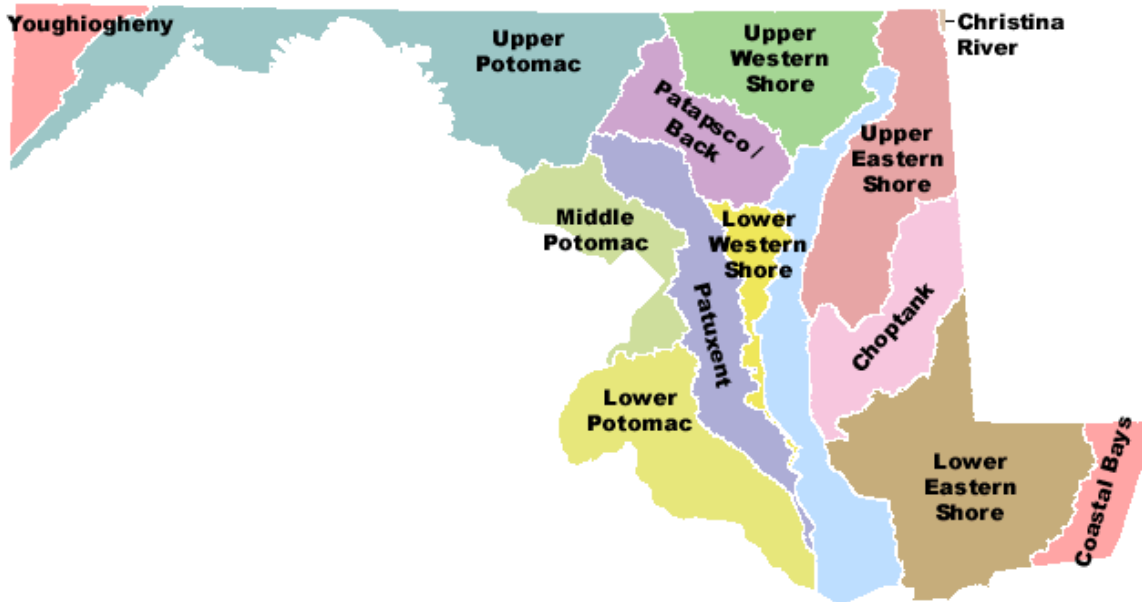 Youghiogheny
Upper
Potomac
Upper
Western
Shore
Christina
River
Patapsco /
Back
Upper
Eastern
Shore
Middle
Potomac
Lower
Western
Shore
Patuxent
Choptank
Lower
Potomac
Lower
Eastern
Shore
Coastal Bays